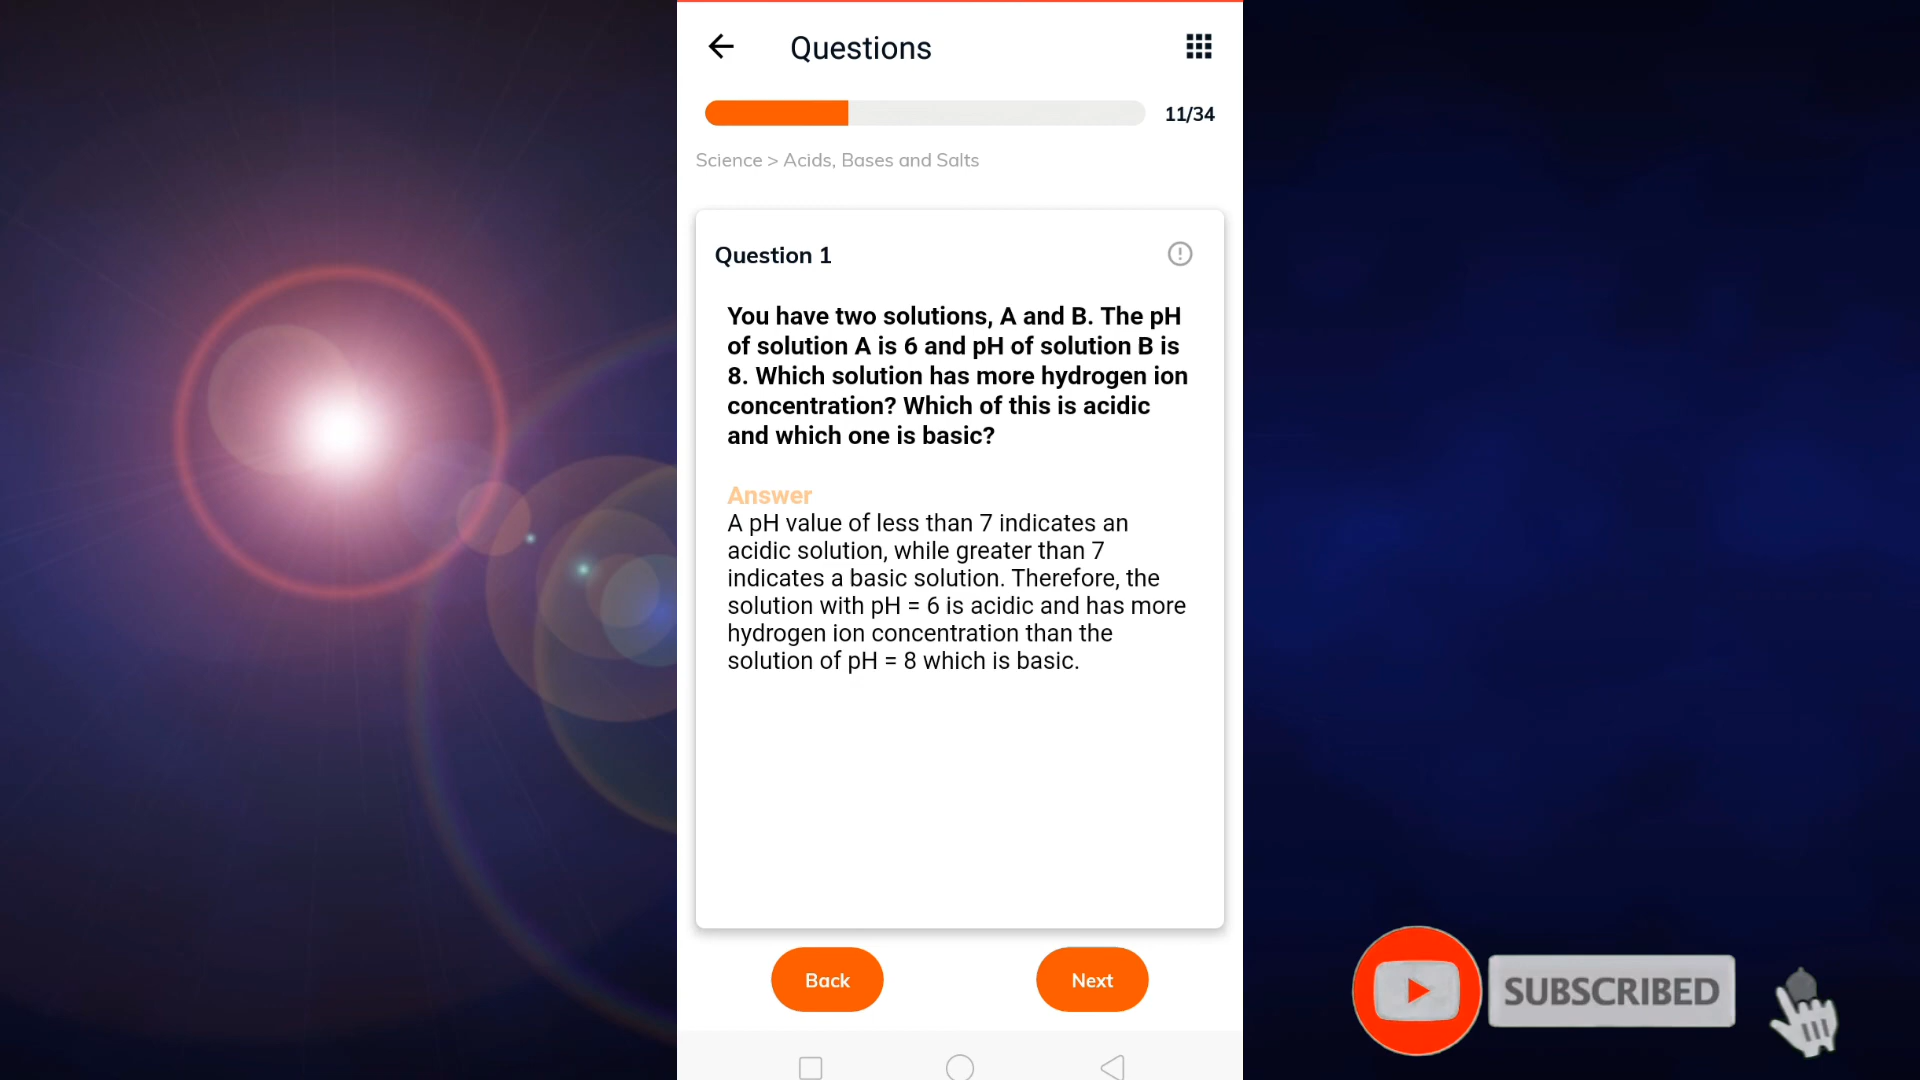 Questions
11/34
Science > Acids, Bases and Salts
Question 1
You have two solutions, A and B. The pH
of solution A is 6 and pH of solution B is
8. Which solution has more hydrogen ion
concentration? Which of this is acidic
and which one is basic?
Answer
A pH value of less than 7 indicates an
acidic solution, while greater than 7
indicates a basic solution. Therefore, the
solution with pH = 6 is acidic and has more
hydrogen ion concentration than the
solution of pH = 8 which is basic.
Back
Next
SUBSCRIBED